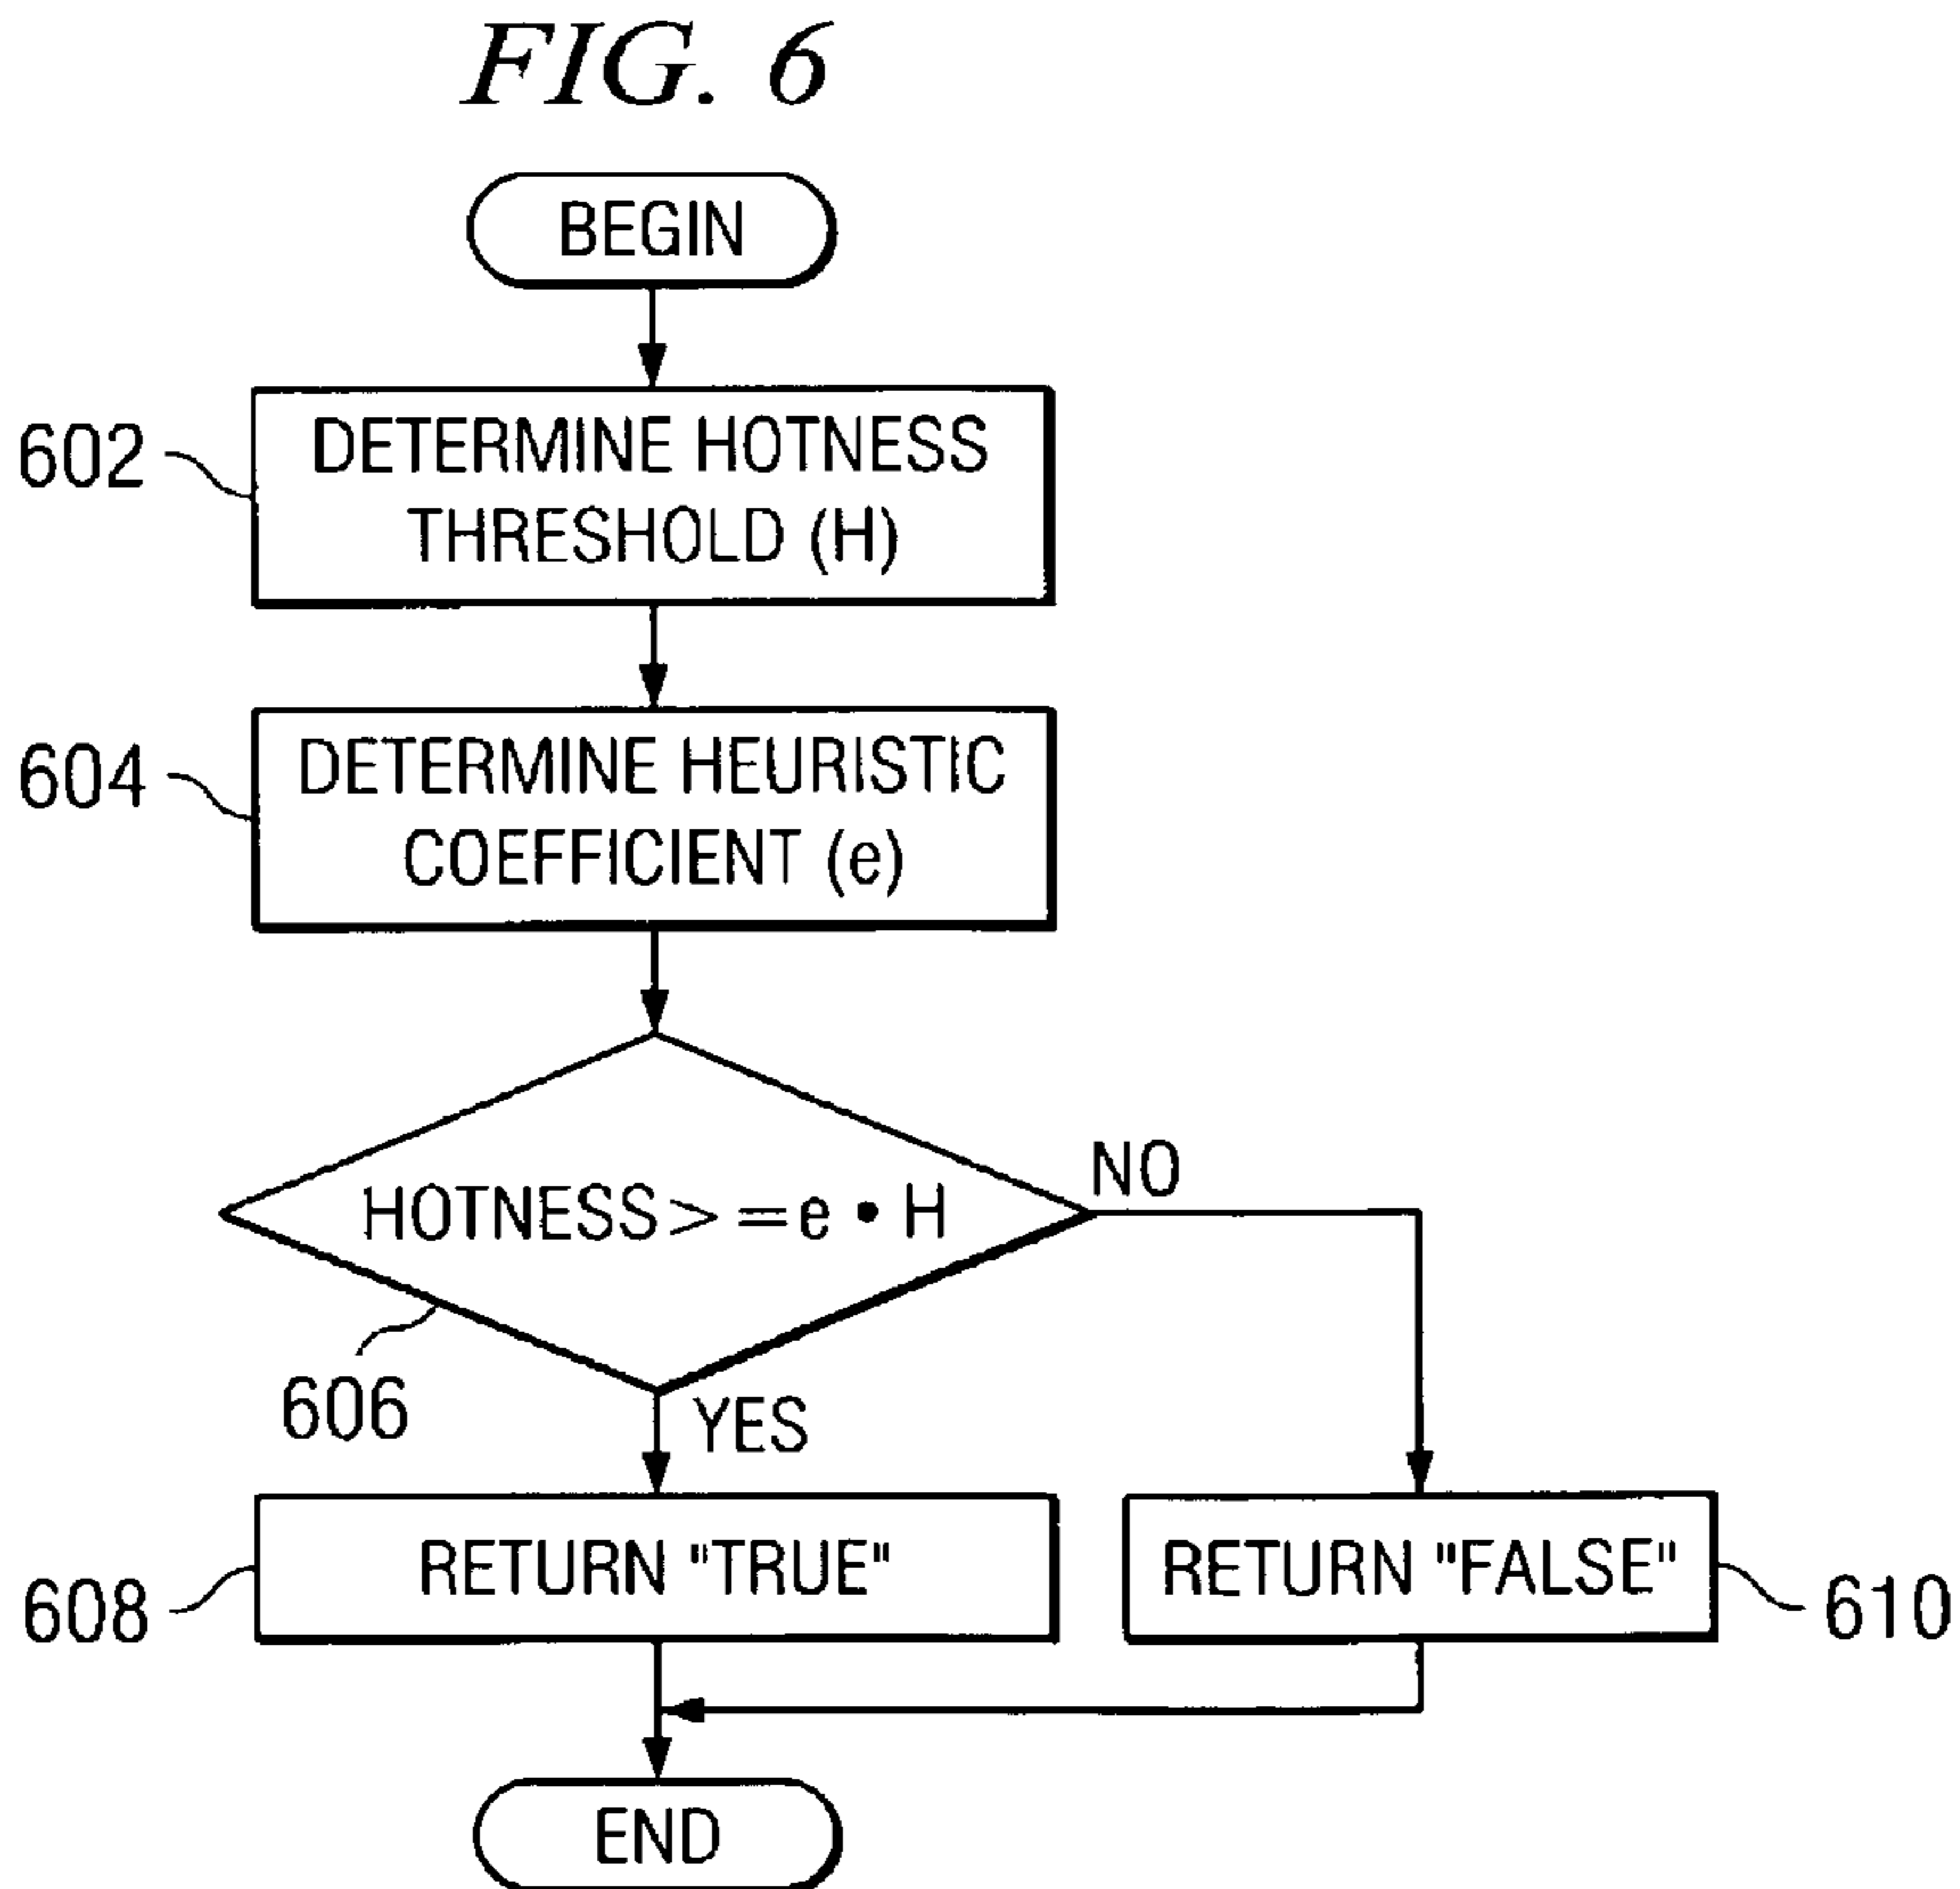 FIG. 6
BEGIN
602
DETERMINE HOTNESS
THRESHOLD (H)
604
DETERMINE HEURISTIC
COEFFICIENT (e)
HOTNESS>=e • H
NO
606
YES
608
RETURN "TRUE"
RETURN "FALSE"
610
END